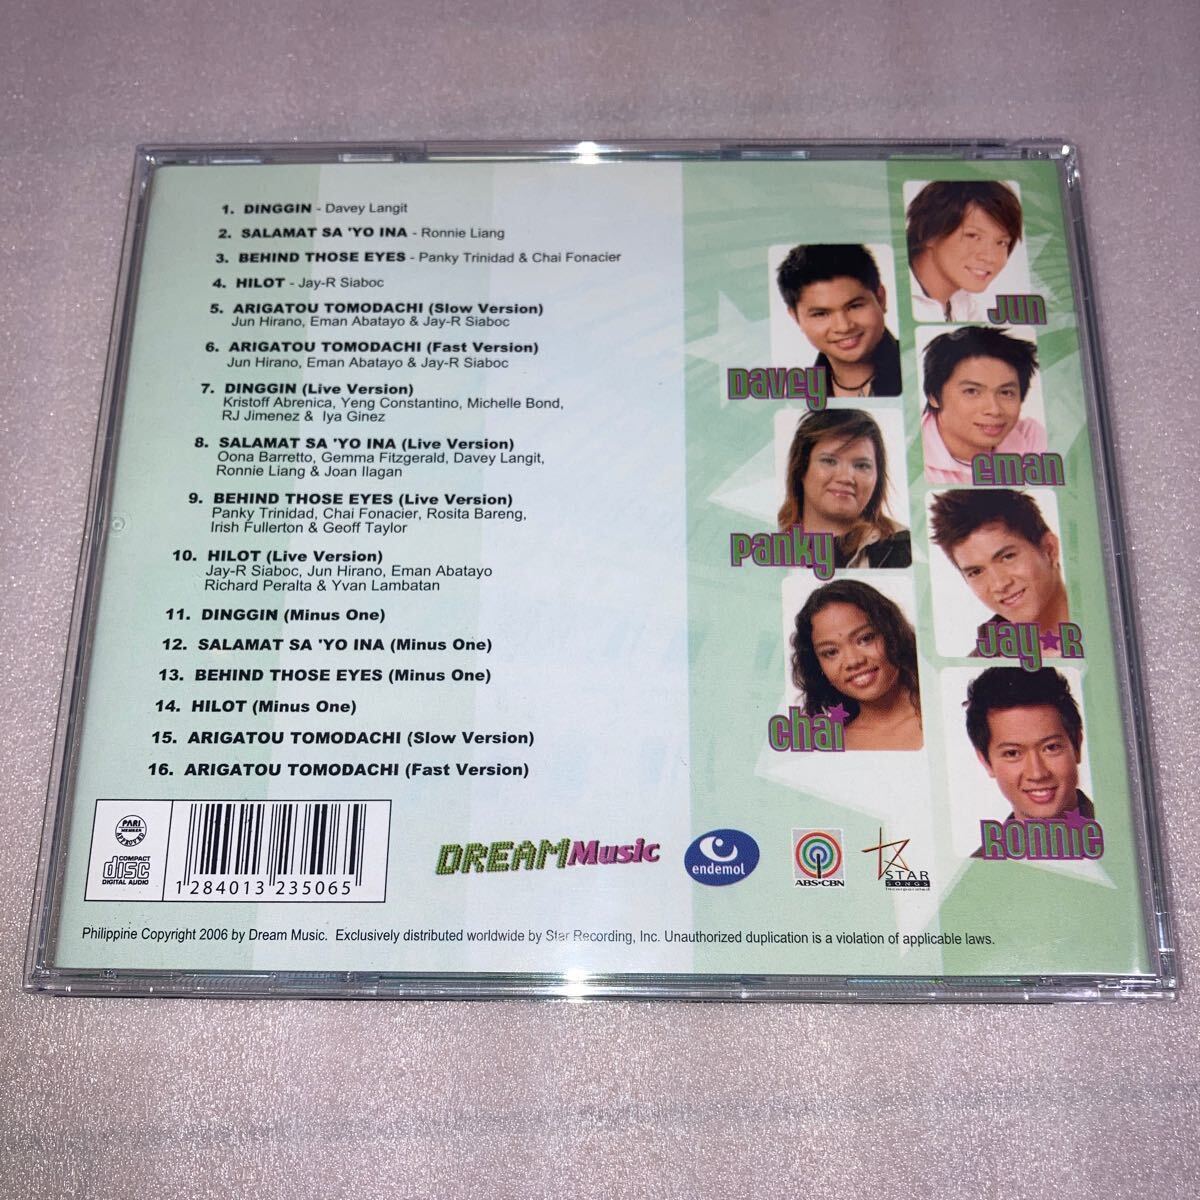 1. DINGGIN - Davey Langit
2. SALAMAT SA 'YO INA - Ronnie Liang
3. BEHIND THOSE EYES - Panky Trinidad & Chai Fonacier
4. HILOT - Jay-R Siaboc
5. ARIGATOU TOMODACHI (Slow Version)
Jun Hirano, Eman Abatayo & Jay-R Siaboc
6. ARIGATOU TOMODACHI (Fast Version)
Jun Hirano, Eman Abatayo & Jay-R Siaboc
7. DINGGIN (Live Version)
Kristoff Abrenica, Yeng Constantino, Michelle Bond,
RJ Jimenez & Iya Ginez
8. SALAMAT SA 'YO INA (Live Version)
Oona Barretto, Gemma Fitzgerald, Davey Langit,
Ronnie Liang & Joan Ilagan
9. BEHIND THOSE EYES (Live Version)
Panky Trinidad, Chai Fonacier, Rosita Bareng,
Irish Fullerton & Geoff Taylor
10. HILOT (Live Version)
Jay-R Siaboc, Jun Hirano, Eman Abatayo
Richard Peralta & Yvan Lambatan
11. DINGGIN (Minus One)
12. SALAMAT SA 'YO INA (Minus One)
13. BEHIND THOSE EYES (Minus One)
14. HILOT (Minus One)
15. ARIGATOU TOMODACHI (Slow Version)
16. ARIGATOU TOMODACHI (Fast Version)
Jun
Davey
Eman
Panky
Jay★R
Chai
Ronnie
PARI
MEMBER
APPROVED
COMPACT
disc
DIGITAL AUDIO
1 284013 235065
DREAM Music
endemol
ABS-CBN
STAR
SONGS
Incorporated
Philippine Copyright 2006 by Dream Music. Exclusively distributed worldwide by Star Recording, Inc. Unauthorized duplication is a violation of applicable laws.